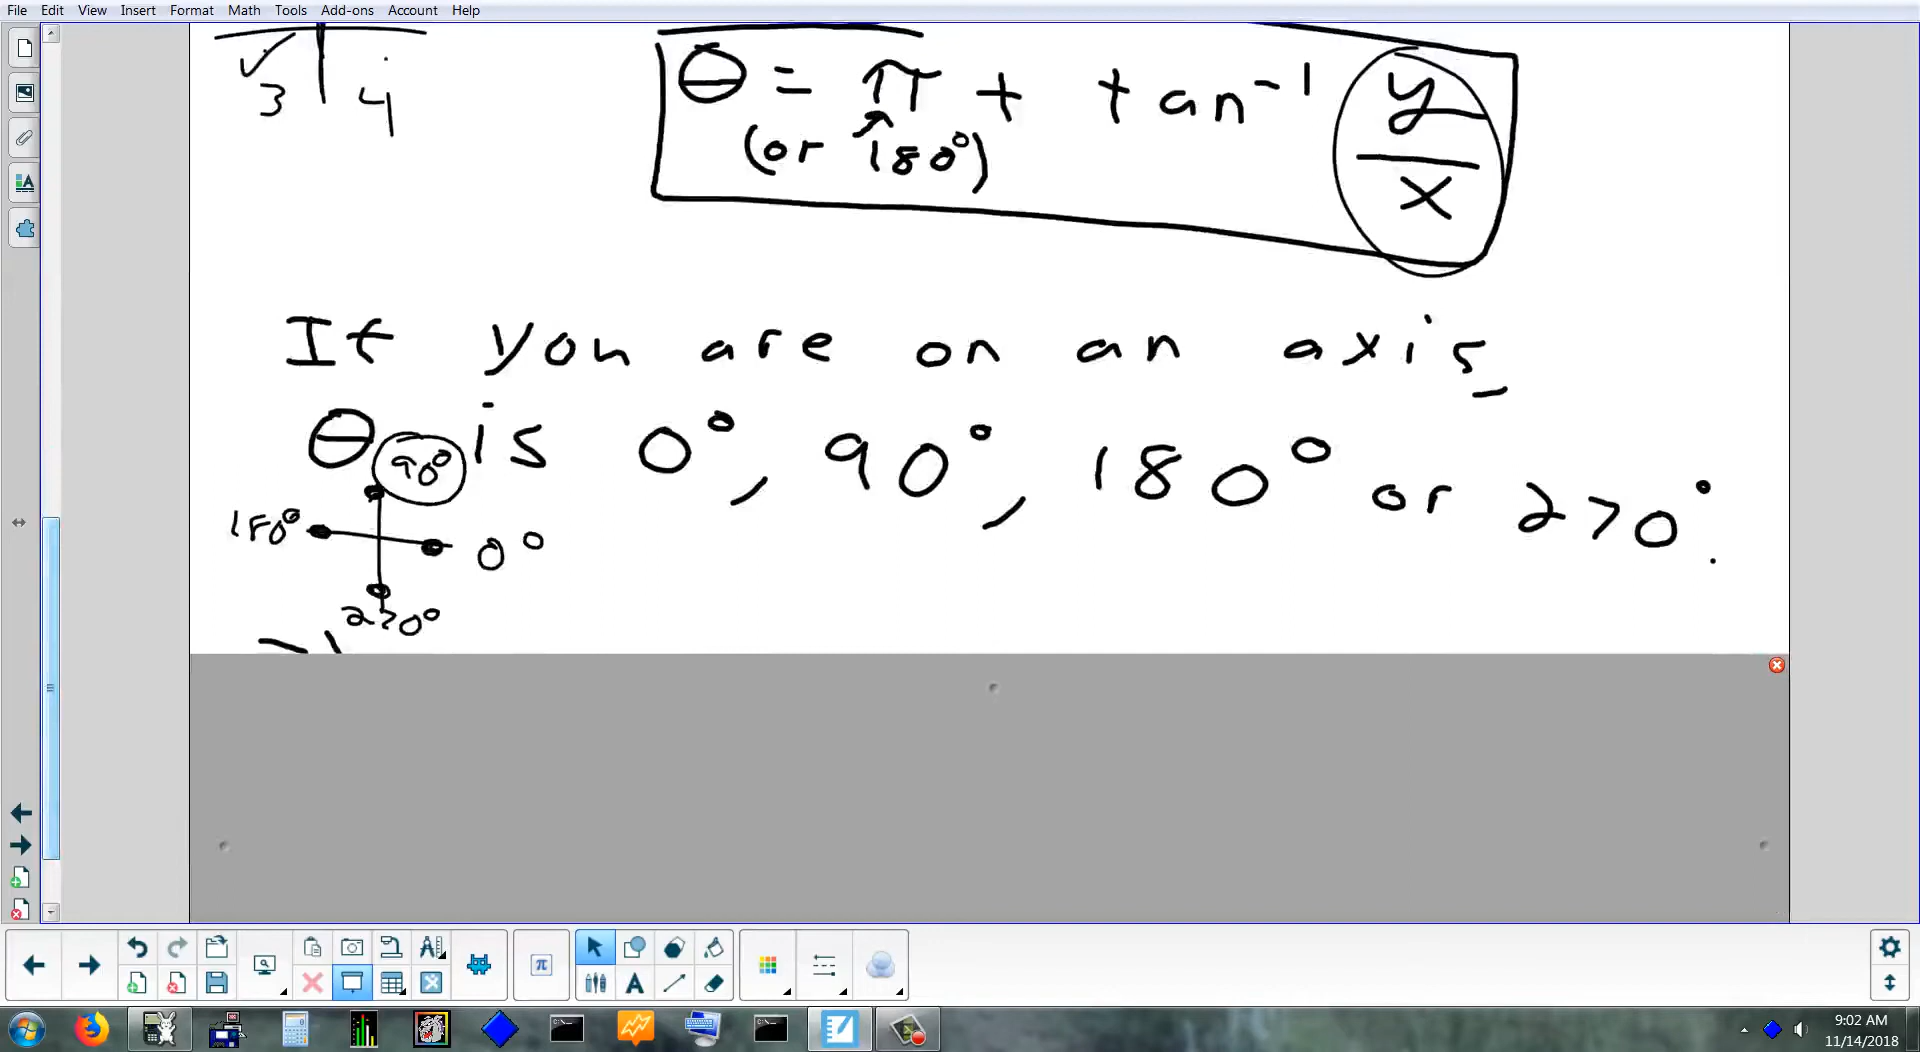 File Edit View Insert Format Math Tools Add-ons Account Help
3 4
θ = π + tan⁻¹ y/x
(or 180°)
If you are on an axis,
θ is 0°, 90°, 180° or 270°.
90°
180° 0°
270°
π
A
9:02 AM
11/14/2018